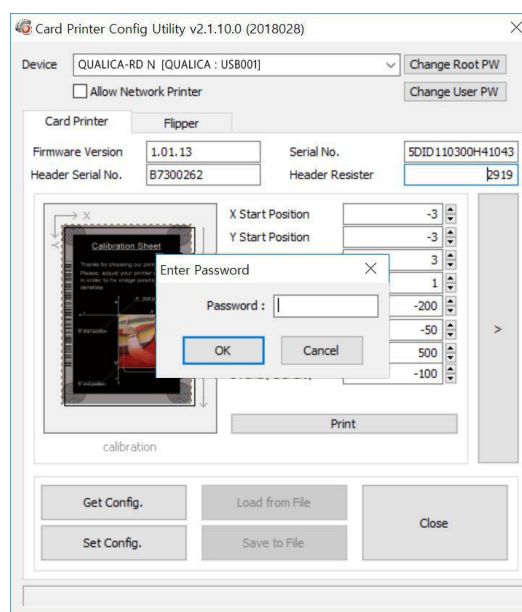 Card Printer Config Utility v2.1.10.0 (2018028)
Device QUALICA-RD N [QUALICA : USB001] Change Root PW
Allow Network Printer Change User PW
Card Printer Flipper
Firmware Version 1.01.13 Serial No. 5DID110300H41043
Header Serial No. B7300262 Header Resister 2919
X
Y
Calibration Sheet
X Start Position -3
Y Start Position -3
3
1
-200
-50
500
-100
Enter Password
Password :
OK Cancel
Print
>
calibration
Get Config. Load from File
Set Config. Save to File
Close